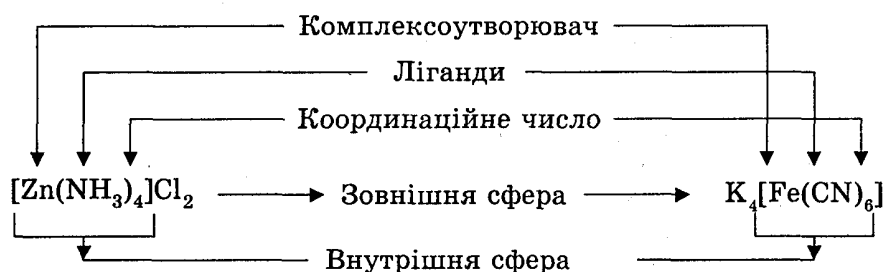 Комплексоутворювач
Ліганди
Координаційне число
[Zn(NH₃)₄]Cl₂ Зовнішня сфера K₄[Fe(CN)₆]
Внутрішня сфера